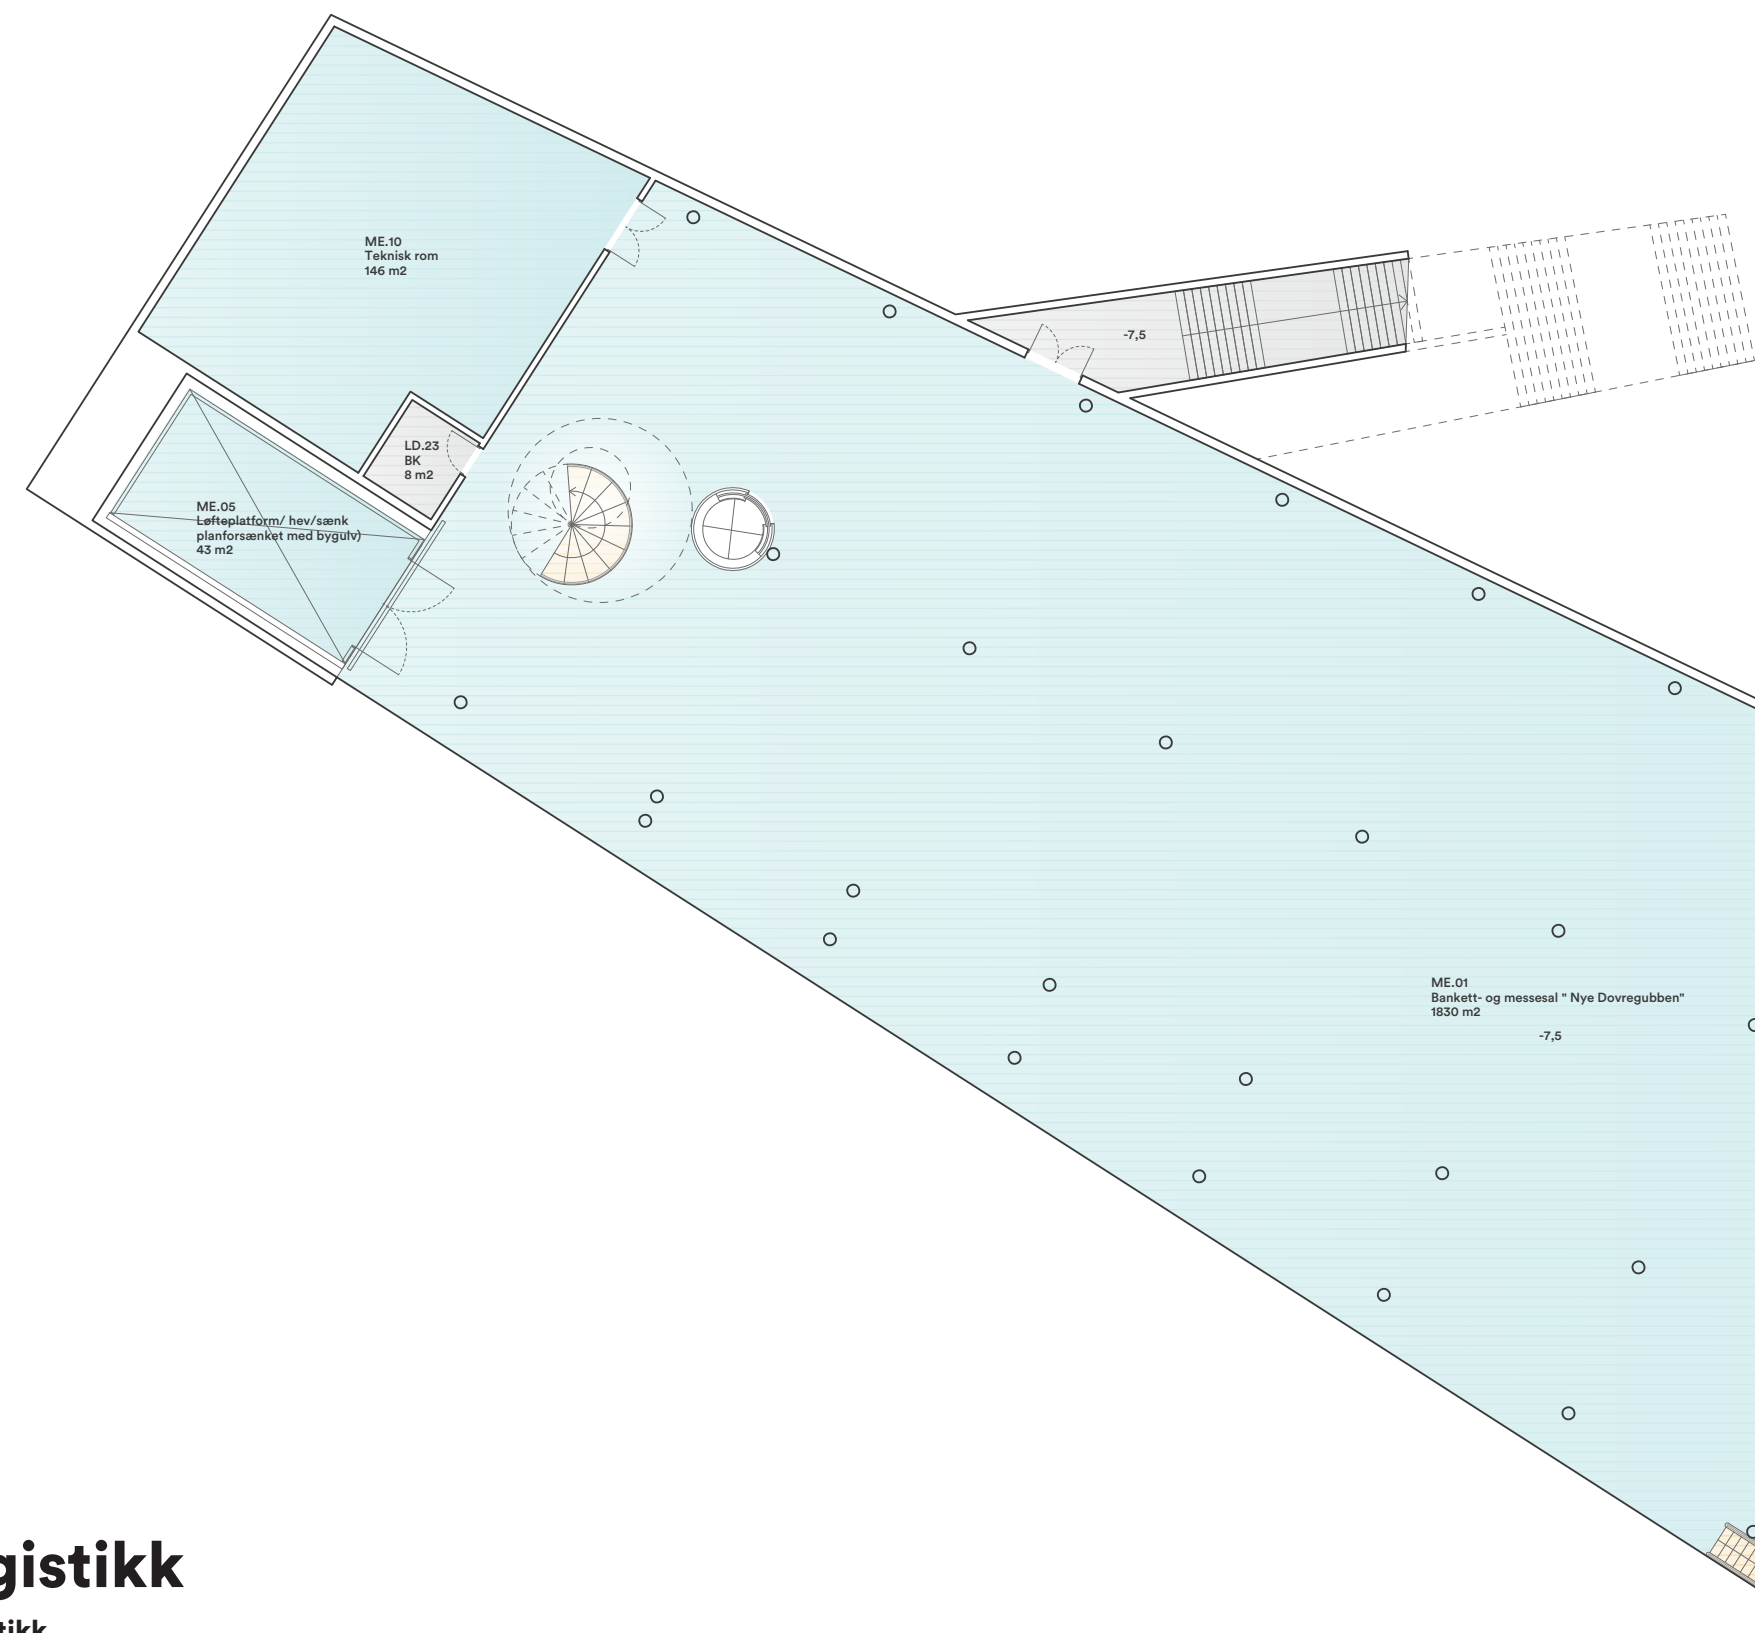 ME.10
Teknisk rom
146 m2
-7,5
LD.23
BK
8 m2
ME.05
Løfteplatform/ hev/sænk
planforsænket med bygulv)
43 m2
ME.01
Bankett- og messesal " Nye Dovregubben"
1830 m2
-7,5
gistikk
tikk